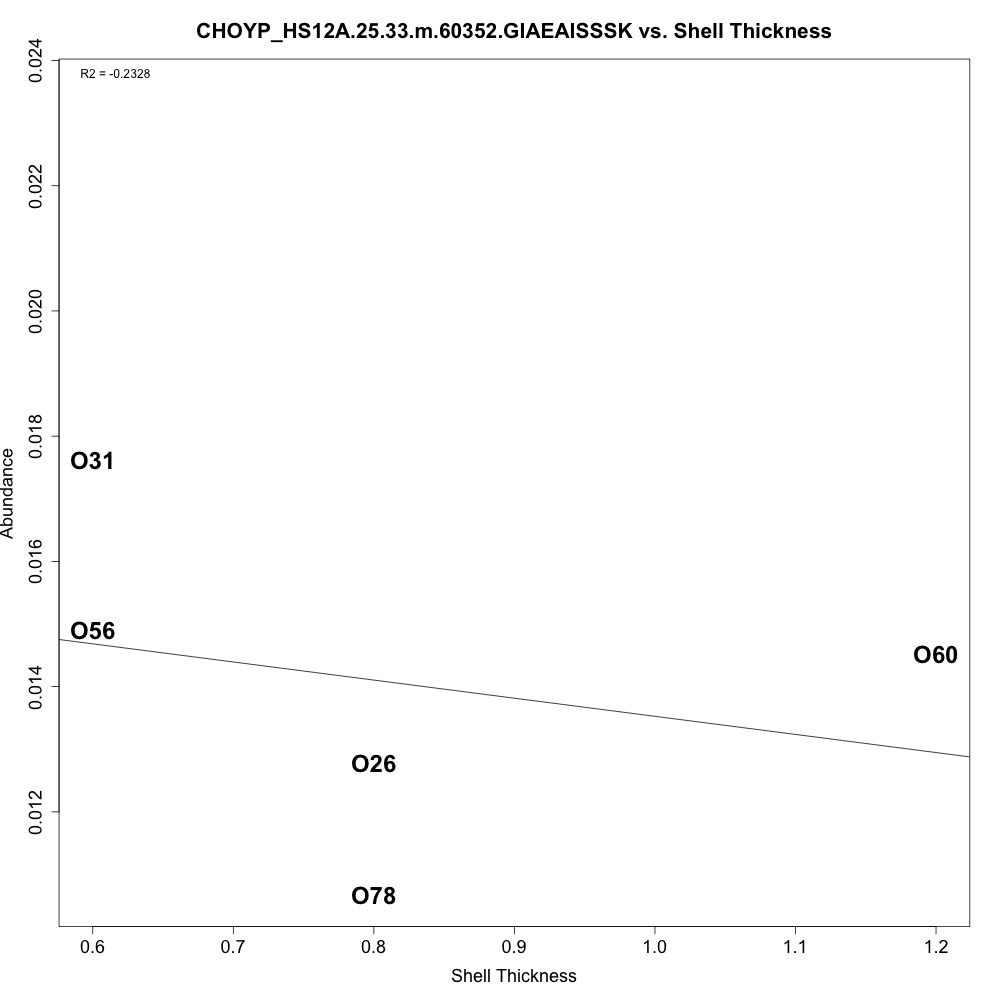 CHOYP_HS12A.25.33.m.60352.GIAEAISSSK vs. Shell Thickness
R2 = -0.2328
0.024
0.022
0.020
0.018
0.016
0.014
0.012
Abundance
O31
O56
O60
O26
O78
0.6 0.7 0.8 0.9 1.0 1.1 1.2
Shell Thickness